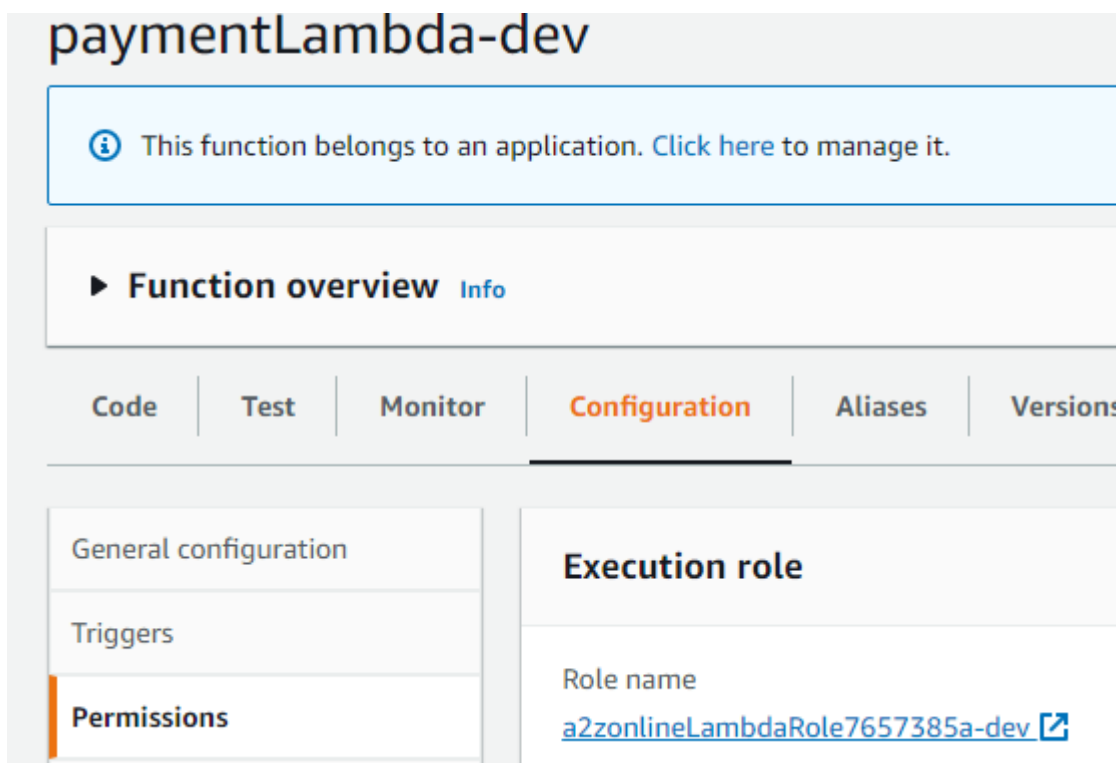 paymentLambda-dev
This function belongs to an application. Click here to manage it.
Function overview Info
Code Test Monitor Configuration Aliases Versions
General configuration
Triggers
Permissions
Execution role
Role name
a2zonlineLambdaRole7657385a-dev